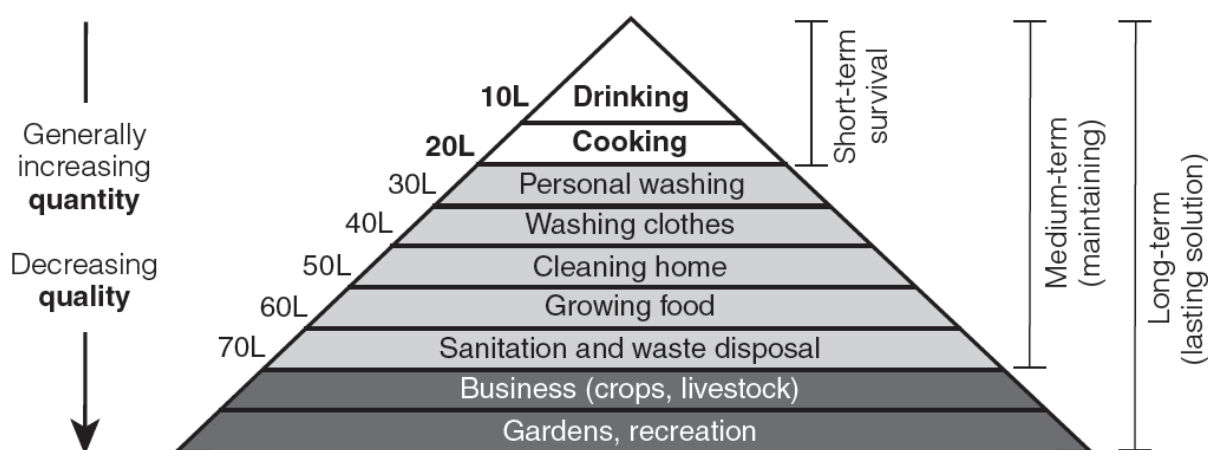 Generally
increasing
quantity
Decreasing
quality
10L Drinking
20L Cooking
30L Personal washing
40L Washing clothes
50L Cleaning home
60L Growing food
70L Sanitation and waste disposal
Business (crops, livestock)
Gardens, recreation
Short-term
survival
Medium-term
(maintaining)
Long-term
(lasting solution)